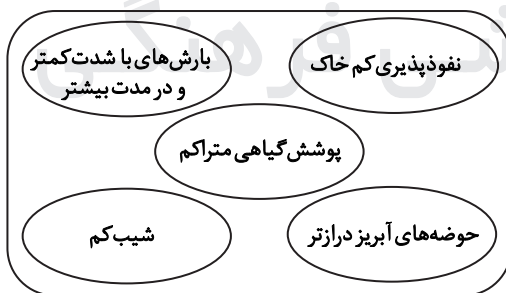 نفوذپذیری کم خاک
بارش‌های با شدت کمتر
و در مدت بیشتر
پوشش گیاهی متراکم
حوضه‌های آبریز درازتر
شیب کم